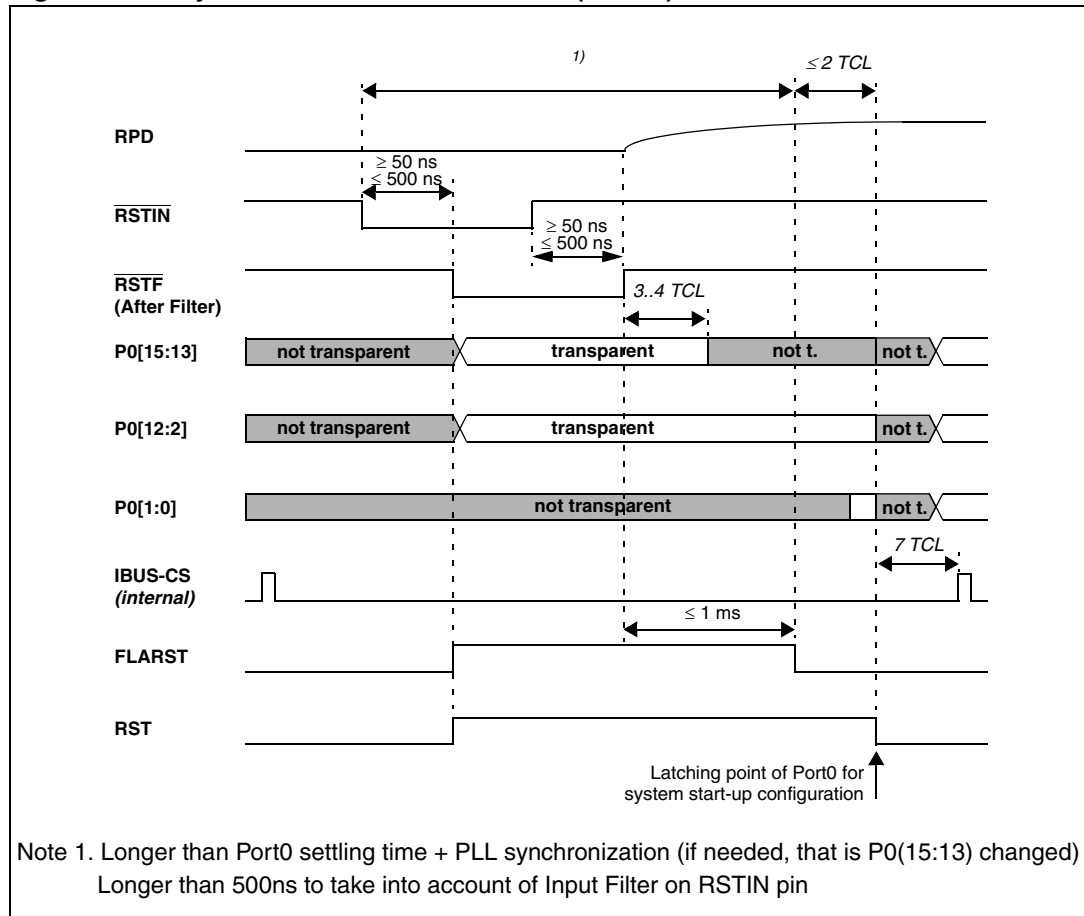 1)
≤ 2 TCL
RPD
≥ 50 ns
≤ 500 ns
RSTIN
≥ 50 ns
≤ 500 ns
RSTF
(After Filter)
3..4 TCL
P0[15:13]
not transparent
transparent
not t.
not t.
P0[12:2]
not transparent
transparent
not t.
P0[1:0]
not transparent
not t.
7 TCL
IBUS-CS
(internal)
≤ 1 ms
FLARST
RST
Latching point of Port0 for
system start-up configuration
Note 1. Longer than Port0 settling time + PLL synchronization (if needed, that is P0(15:13) changed)
Longer than 500ns to take into account of Input Filter on RSTIN pin